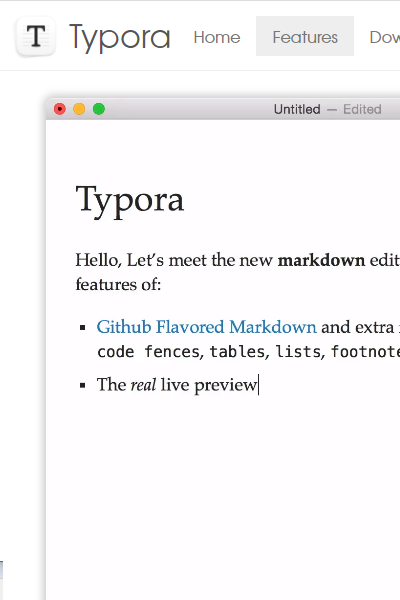 T Typora Home Features Dow
Untitled — Edited
Typora
Hello, Let's meet the new markdown edit
features of:
Github Flavored Markdown and extra
code fences, tables, lists, footnote
The real live preview